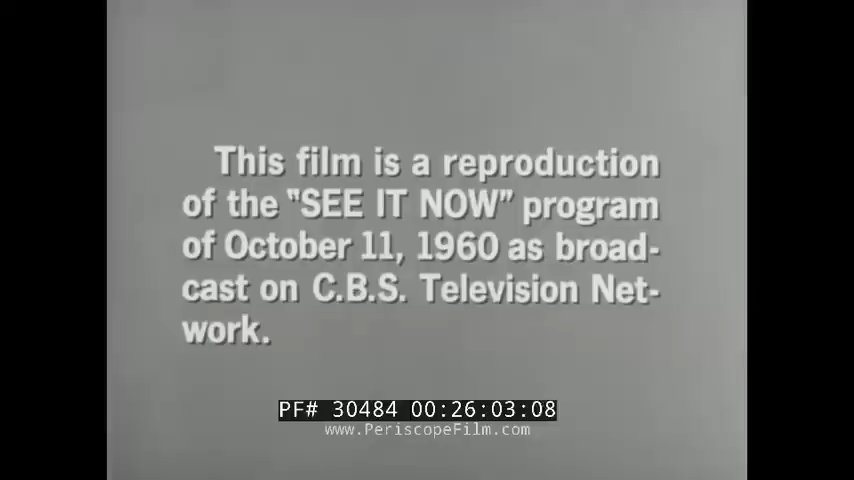 This film is a reproduction
of the "SEE IT NOW" program
of October 11, 1960 as broad-
cast on C.B.S. Television Net-
work.
PF# 30484 00:26:03:08
www.PeriscopeFilm.com